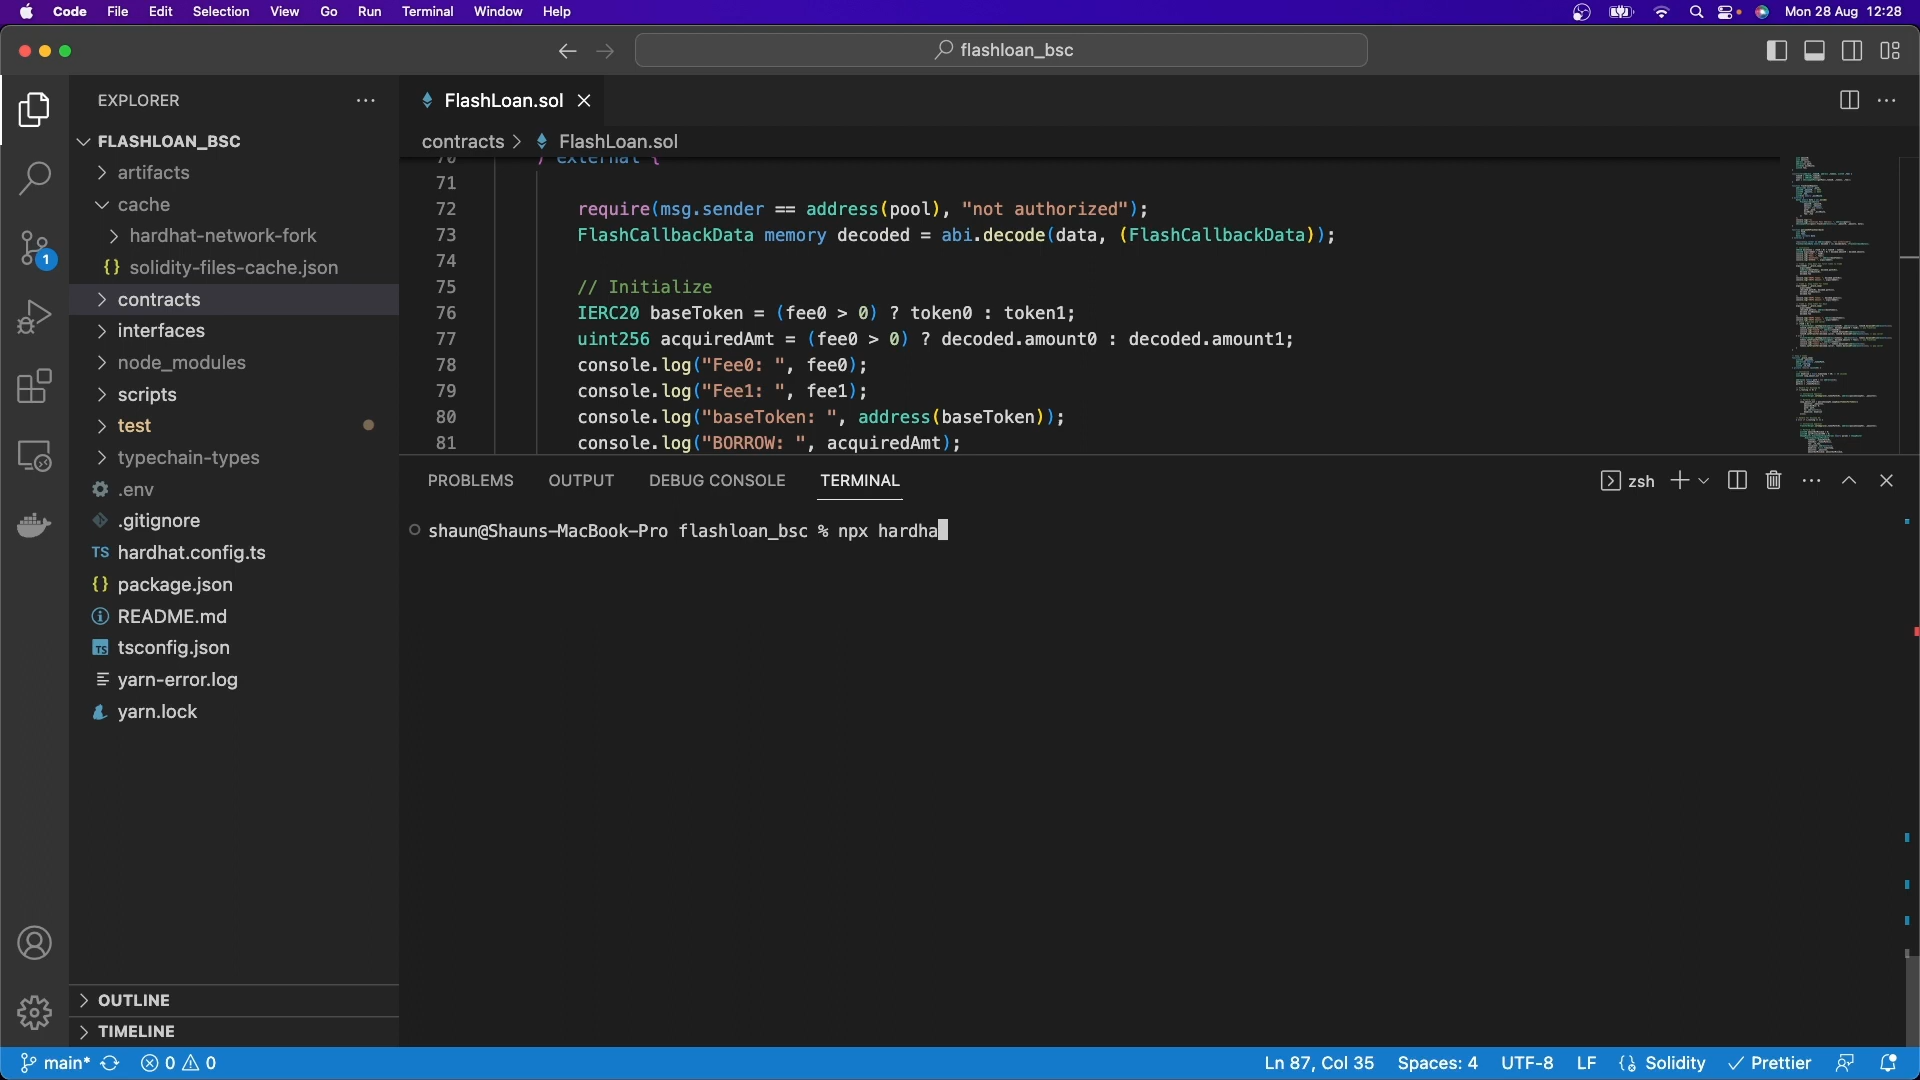 Code File Edit Selection View Go Run Terminal Window Help Mon 28 Aug 12:28
flashloan_bsc
EXPLORER
FLASHLOAN_BSC
artifacts
cache
hardhat-network-fork
{} solidity-files-cache.json
contracts
interfaces
node_modules
scripts
test
typechain-types
.env
.gitignore
TS hardhat.config.ts
{} package.json
README.md
TS tsconfig.json
yarn-error.log
yarn.lock
OUTLINE
TIMELINE
1
FlashLoan.sol
contracts > FlashLoan.sol
70 ) external {
71
72 require(msg.sender == address(pool), "not authorized");
73 FlashCallbackData memory decoded = abi.decode(data, (FlashCallbackData));
74
75 // Initialize
76 IERC20 baseToken = (fee0 > 0) ? token0 : token1;
77 uint256 acquiredAmt = (fee0 > 0) ? decoded.amount0 : decoded.amount1;
78 console.log("Fee0: ", fee0);
79 console.log("Fee1: ", fee1);
80 console.log("baseToken: ", address(baseToken));
81 console.log("BORROW: ", acquiredAmt);
PROBLEMS OUTPUT DEBUG CONSOLE TERMINAL zsh
shaun@Shauns-MacBook-Pro flashloan_bsc % npx hardha
main* 0 0 Ln 87, Col 35 Spaces: 4 UTF-8 LF {} Solidity Prettier